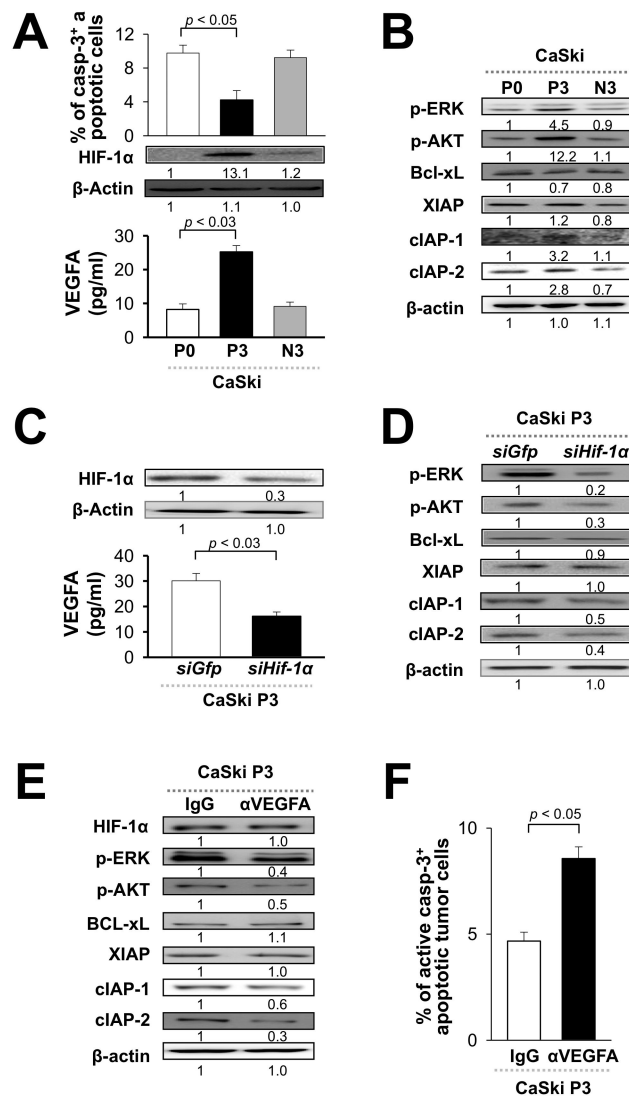 A
% of casp-3+ a
poptotic cells
12
8
4
0
p < 0.05
HIF-1α
1 13.1 1.2
β-Actin
1 1.1 1.0
VEGFA
(pg/ml)
30
20
10
0
p < 0.03
P0 P3 N3
CaSki
B
CaSki
P0 P3 N3
p-ERK
1 4.5 0.9
p-AKT
1 12.2 1.1
Bcl-xL
1 0.7 0.8
XIAP
1 1.2 0.8
cIAP-1
1 3.2 1.1
cIAP-2
1 2.8 0.7
β-actin
1 1.0 1.1
C
HIF-1α
1 0.3
β-Actin
1 1.0
VEGFA
(pg/ml)
40
30
20
10
0
p < 0.03
siGfp siHif-1α
CaSki P3
D
CaSki P3
siGfp siHif-1α
p-ERK
1 0.2
p-AKT
1 0.3
Bcl-xL
1 0.9
XIAP
1 1.0
cIAP-1
1 0.5
cIAP-2
1 0.4
β-actin
1 1.0
E
CaSki P3
IgG αVEGFA
HIF-1α
1 1.0
p-ERK
1 0.4
p-AKT
1 0.5
BCL-xL
1 1.1
XIAP
1 1.0
cIAP-1
1 0.6
cIAP-2
1 0.3
β-actin
1 1.0
F
% of active casp-3+
apoptotic tumor cells
10
5
0
p < 0.05
IgG αVEGFA
CaSki P3